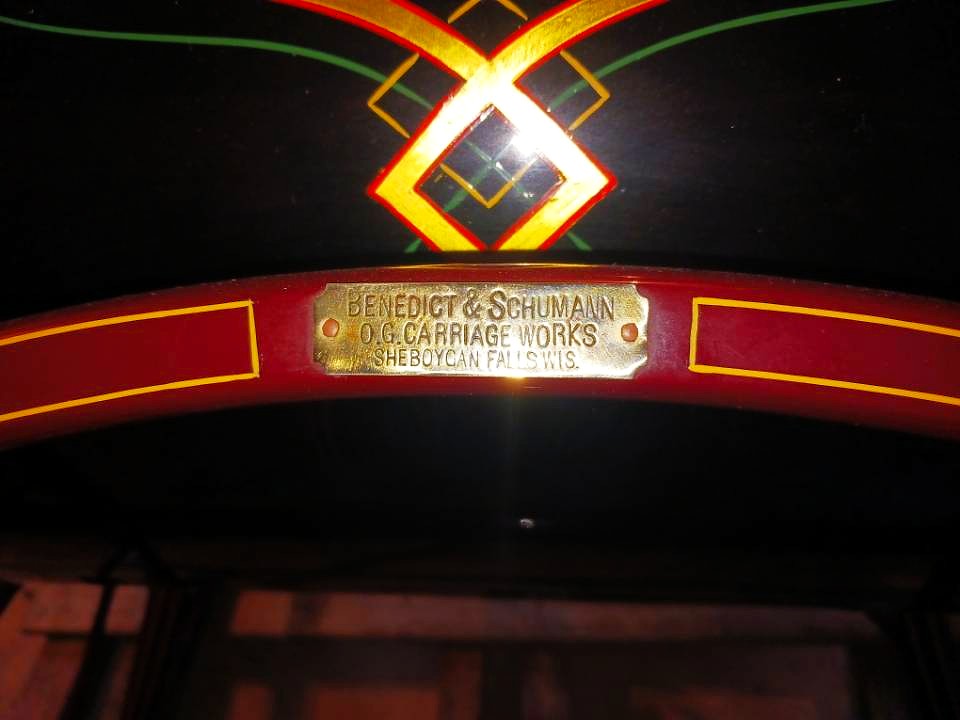 BENEDICT & SCHUMANN
O.G. CARRIAGE WORKS
SHEBOYGAN FALLS WIS.